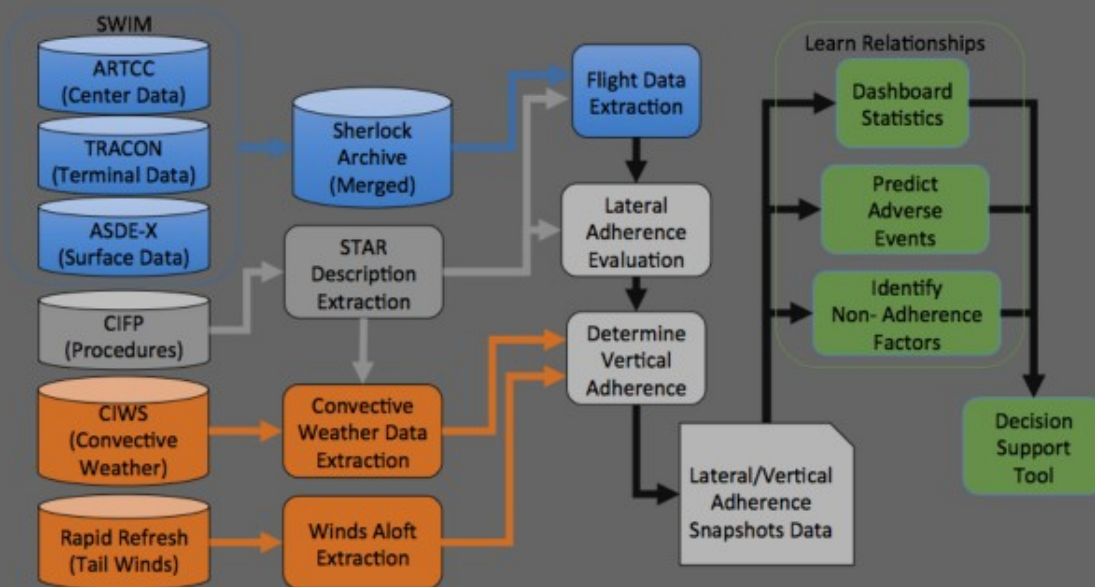 SWIM
ARTCC
(Center Data)
TRACON
(Terminal Data)
ASDE-X
(Surface Data)
CIFP
(Procedures)
CIWS
(Convective
Weather)
Rapid Refresh
(Tail Winds)
Sherlock
Archive
(Merged)
STAR
Description
Extraction
Convective
Weather Data
Extraction
Winds Aloft
Extraction
Flight Data
Extraction
Lateral
Adherence
Evaluation
Determine
Vertical
Adherence
Lateral/Vertical
Adherence
Snapshots Data
Learn Relationships
Dashboard
Statistics
Predict
Adverse
Events
Identify
Non- Adherence
Factors
Decision
Support
Tool